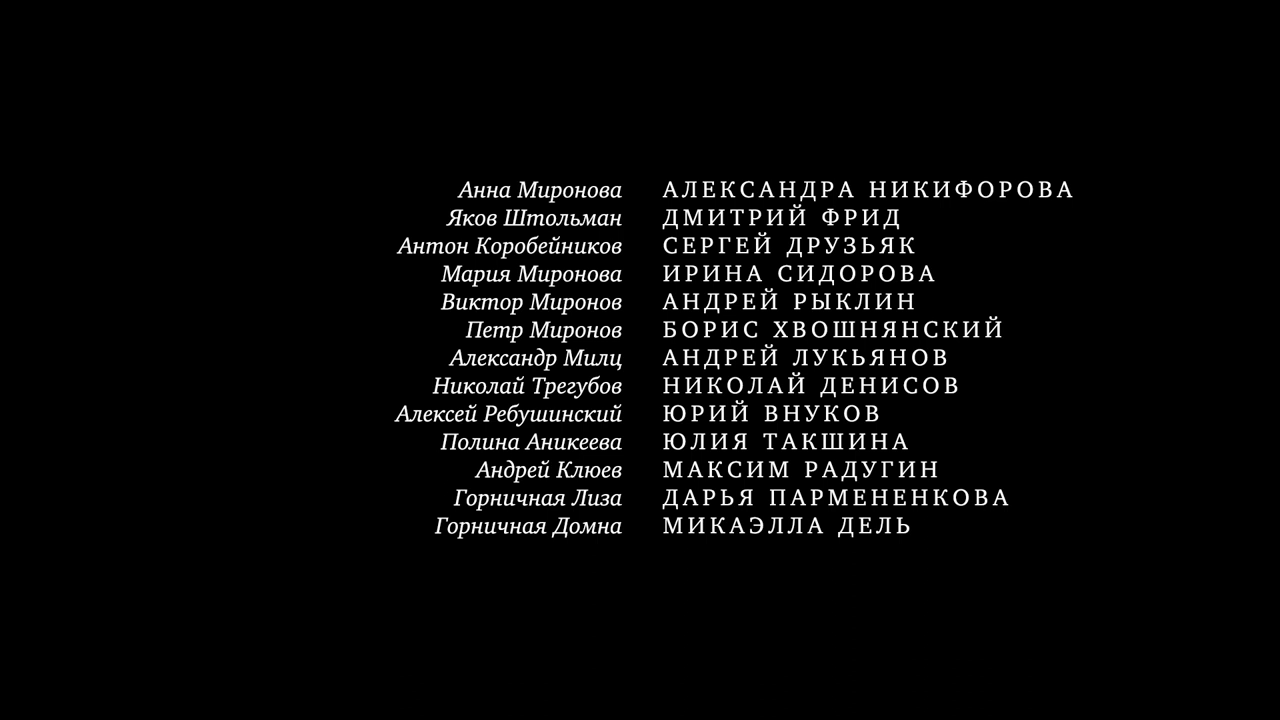 Анна Миронова АЛЕКСАНДРА НИКИФОРОВА
Яков Штольман ДМИТРИЙ ФРИД
Антон Коробейников СЕРГЕЙ ДРУЗЬЯК
Мария Миронова ИРИНА СИДОРОВА
Виктор Миронов АНДРЕЙ РЫКЛИН
Петр Миронов БОРИС ХВОШНЯНСКИЙ
Александр Милц АНДРЕЙ ЛУКЬЯНОВ
Николай Трегубов НИКОЛАЙ ДЕНИСОВ
Алексей Ребушинский ЮРИЙ ВНУКОВ
Полина Аникеева ЮЛИЯ ТАКШИНА
Андрей Клюев МАКСИМ РАДУГИН
Горничная Лиза ДАРЬЯ ПАРМЕНЕНКОВА
Горничная Домна МИКАЭЛЛА ДЕЛЬ